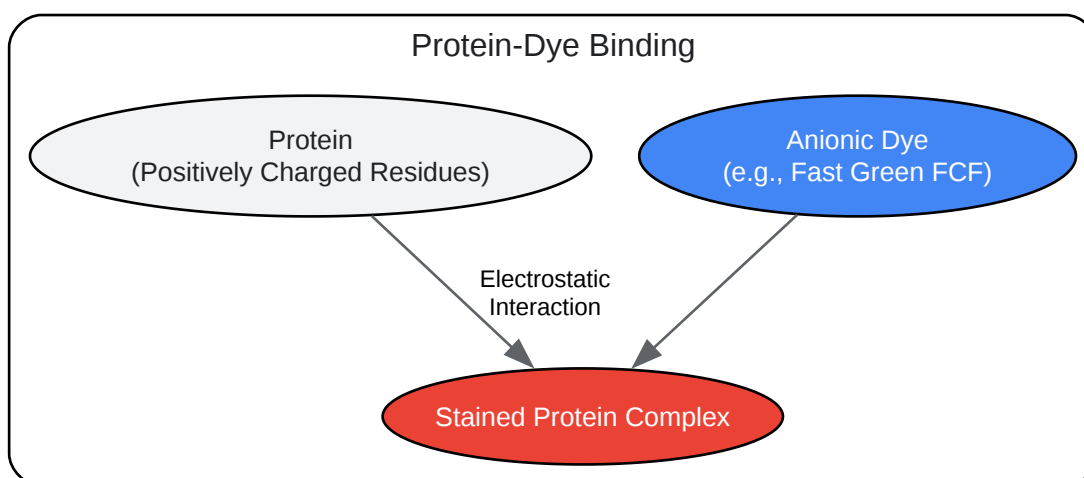 Protein-Dye Binding
Protein
(Positively Charged Residues)
Anionic Dye
(e.g., Fast Green FCF)
Electrostatic
Interaction
Stained Protein Complex